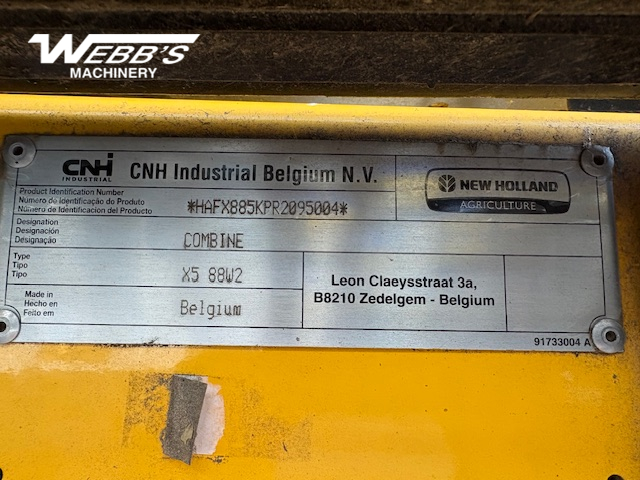 WEBB'S
MACHINERY
CNH
INDUSTRIAL
CNH Industrial Belgium N.V.
NEW HOLLAND
AGRICULTURE
Product Identification Number
Numero de identificação do Produto
Número de Identificacion del Producto
*HAFX885KPR2095004*
Designation
Designación
Designação
COMBINE
Type
Tipo
Tipo
X5 88W2
Leon Claeysstraat 3a,
B8210 Zedelgem - Belgium
Made in
Hecho en
Feito em
Belgium
91733004 A